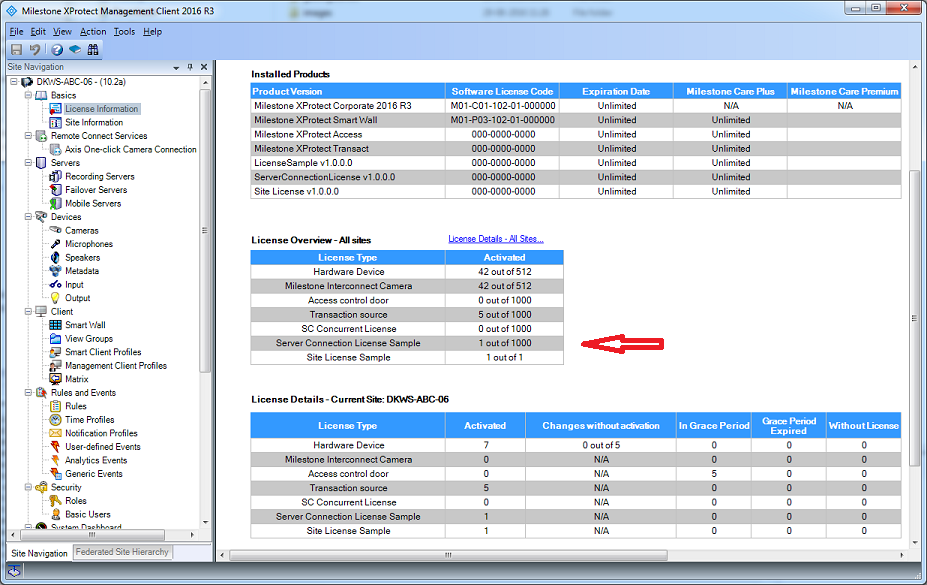 Milestone XProtect Management Client 2016 R3
File Edit View Action Tools Help
Site Navigation
DKWS-ABC-06 - (10.2a)
Basics
License Information
Site Information
Remote Connect Services
Axis One-click Camera Connection
Servers
Recording Servers
Failover Servers
Mobile Servers
Devices
Cameras
Microphones
Speakers
Metadata
Input
Output
Client
Smart Wall
View Groups
Smart Client Profiles
Management Client Profiles
Matrix
Rules and Events
Rules
Time Profiles
Notification Profiles
User-defined Events
Analytics Events
Generic Events
Security
Roles
Basic Users
System Dashboard
Site Navigation Federated Site Hierarchy
Installed Products
Product Version Software License Code Expiration Date Milestone Care Plus Milestone Care Premium
Milestone XProtect Corporate 2016 R3 M01-C01-102-01-000000 Unlimited N/A N/A
Milestone XProtect Smart Wall M01-P03-102-01-000000 Unlimited Unlimited
Milestone XProtect Access 000-0000-0000 Unlimited Unlimited
Milestone XProtect Transact 000-0000-0000 Unlimited Unlimited
LicenseSample v1.0.0.0 000-0000-0000 Unlimited Unlimited
ServerConnectionLicense v1.0.0.0 000-0000-0000 Unlimited Unlimited
Site License v1.0.0.0 000-0000-0000 Unlimited Unlimited
License Overview - All sites License Details - All Sites...
License Type Activated
Hardware Device 42 out of 512
Milestone Interconnect Camera 42 out of 512
Access control door 0 out of 1000
Transaction source 5 out of 1000
SC Concurrent License 0 out of 1000
Server Connection License Sample 1 out of 1000
Site License Sample 1 out of 1
License Details - Current Site: DKWS-ABC-06
License Type Activated Changes without activation In Grace Period Grace Period Expired Without License
Hardware Device 7 0 out of 5 0 0 0
Milestone Interconnect Camera 0 N/A 0 0 0
Access control door 0 N/A 5 0 0
Transaction source 5 N/A 0 0 0
SC Concurrent License 0 N/A 0 0 0
Server Connection License Sample 1 N/A 0 0 0
Site License Sample 1 N/A 0 0 0